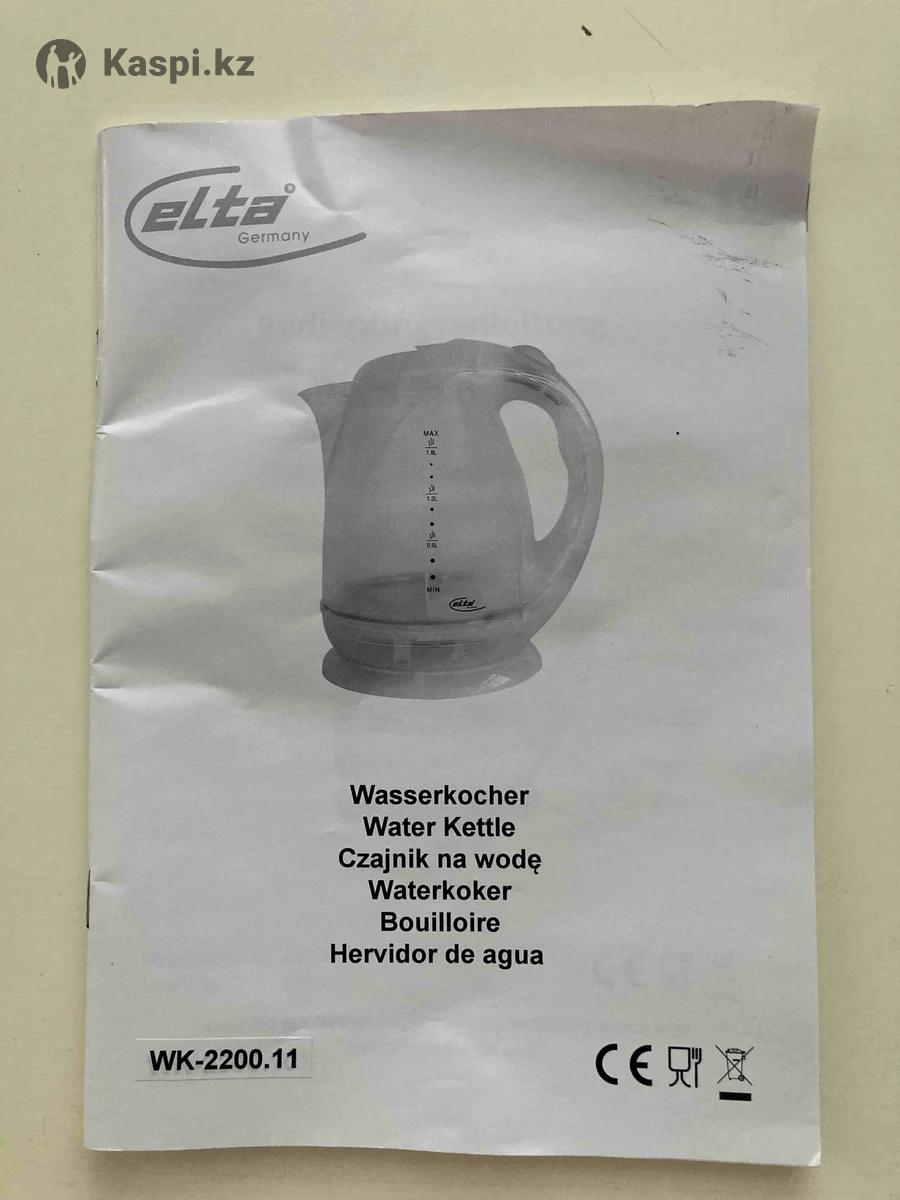 Kaspi.kz
elta®
Germany
MAX
1.8L
1.2L
0.6L
MIN
elta
Wasserkocher
Water Kettle
Czajnik na wodę
Waterkoker
Bouilloire
Hervidor de agua
WK-2200.11
CE